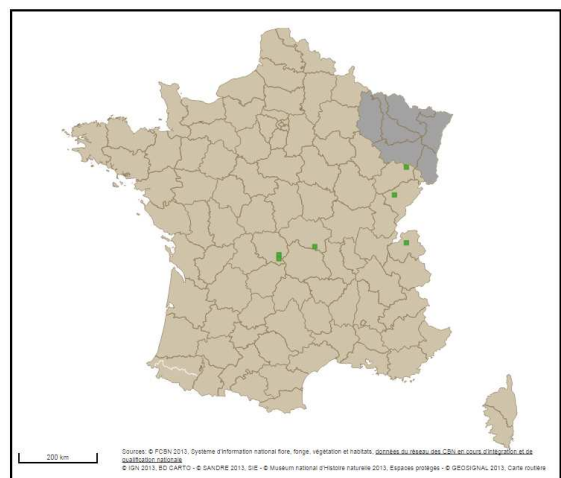 200 km
Sources: © FCBN 2013, Système d'information national flore, fonge, végétation et habitats, données du réseau des CBN en cours d'intégration et de
qualification nationale
© IGN 2013, BD CARTO - © SANDRE 2013, SIE - © Muséum national d'Histoire naturelle 2013, Espaces protégés - © GEOSIGNAL 2013, Carte routière